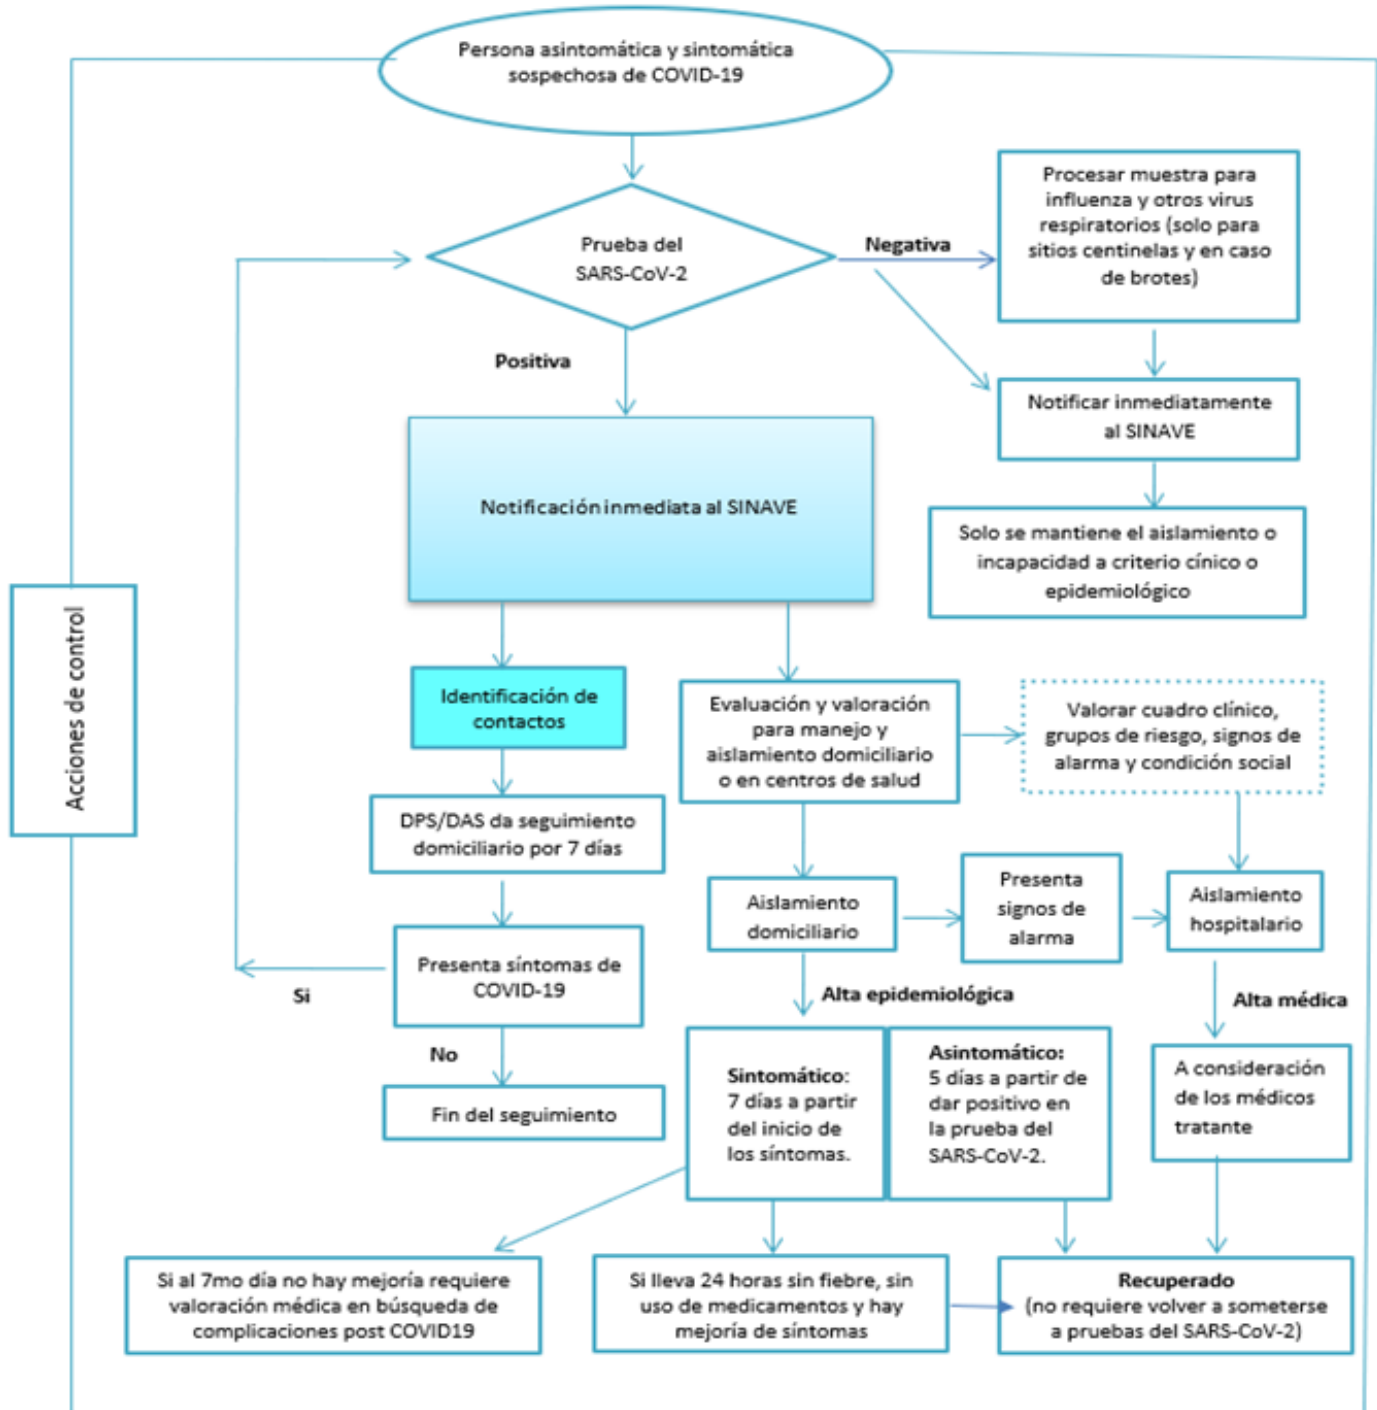 Persona asintomática y sintomática
sospechosa de COVID-19
Procesar muestra para
influenza y otros virus
respiratorios (solo para
sitios centinelas y en caso
de brotes)
Prueba del
SARS-CoV-2
Negativa
Positiva
Notificar inmediatamente
al SINAVE
Notificación inmediata al SINAVE
Solo se mantiene el aislamiento o
incapacidad a criterio cínico o
epidemiológico
Acciones de control
Identificación de
contactos
Evaluación y valoración
para manejo y
aislamiento domiciliario
o en centros de salud
Valorar cuadro clínico,
grupos de riesgo, signos de
alarma y condición social
DPS/DAS da seguimiento
domiciliario por 7 días
Aislamiento
domiciliario
Presenta
signos de
alarma
Aislamiento
hospitalario
Presenta síntomas de
COVID-19
Si
No
Alta epidemiológica
Alta médica
Fin del seguimiento
Sintomático:
7 días a partir
del inicio de
los síntomas.
Asintomático:
5 días a partir de
dar positivo en
la prueba del
SARS-CoV-2.
A consideración
de los médicos
tratante
Si al 7mo día no hay mejoría requiere
valoración médica en búsqueda de
complicaciones post COVID19
Si lleva 24 horas sin fiebre, sin
uso de medicamentos y hay
mejoría de síntomas
Recuperado
(no requiere volver a someterse
a pruebas del SARS-CoV-2)